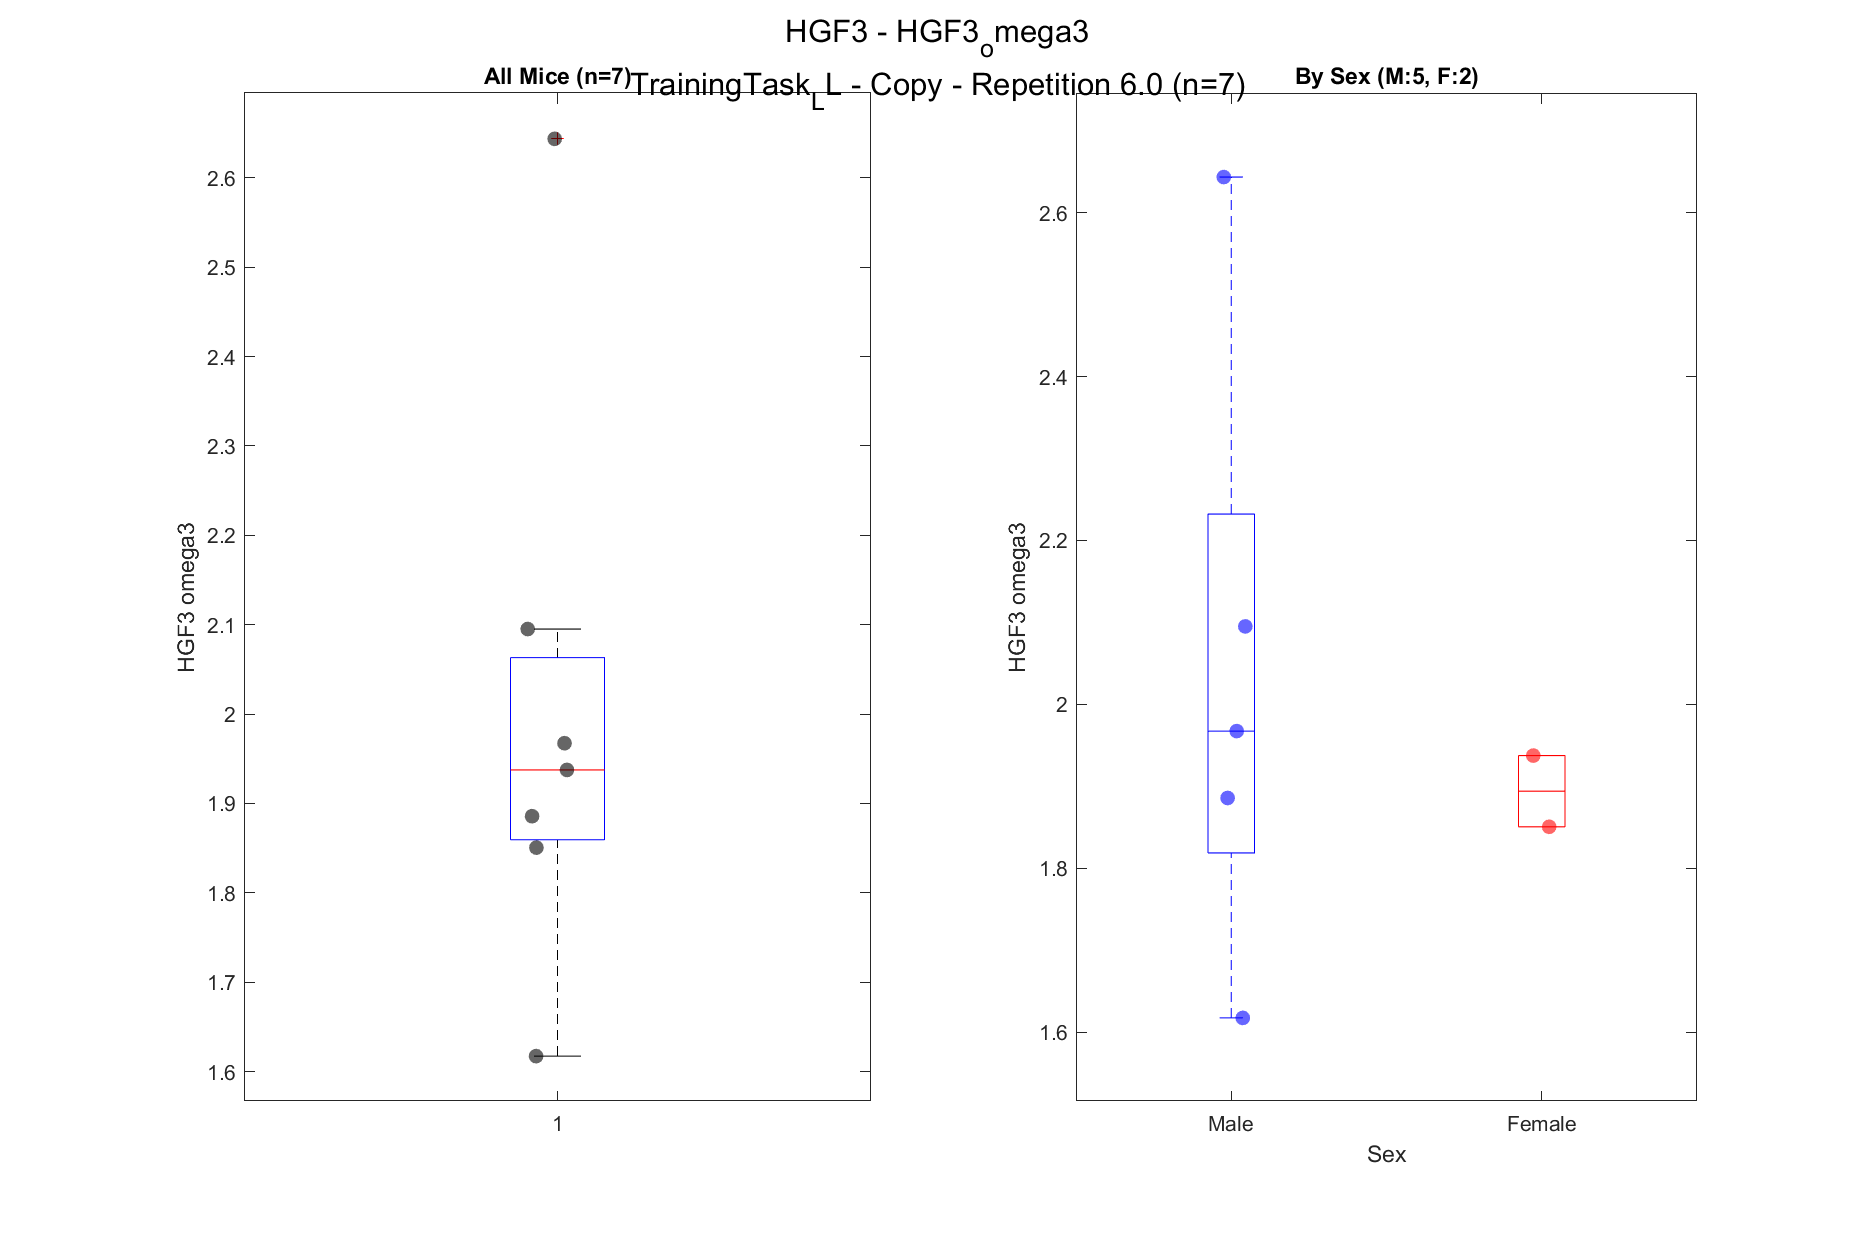 HGF3 - HGF3_omega3
TrainingTask_LL - Copy - Repetition 6.0 (n=7)
All Mice (n=7)
HGF3 omega3
2.6
2.5
2.4
2.3
2.2
2.1
2
1.9
1.8
1.7
1.6
1
By Sex (M:5, F:2)
HGF3 omega3
2.6
2.4
2.2
2
1.8
1.6
Male Female
Sex